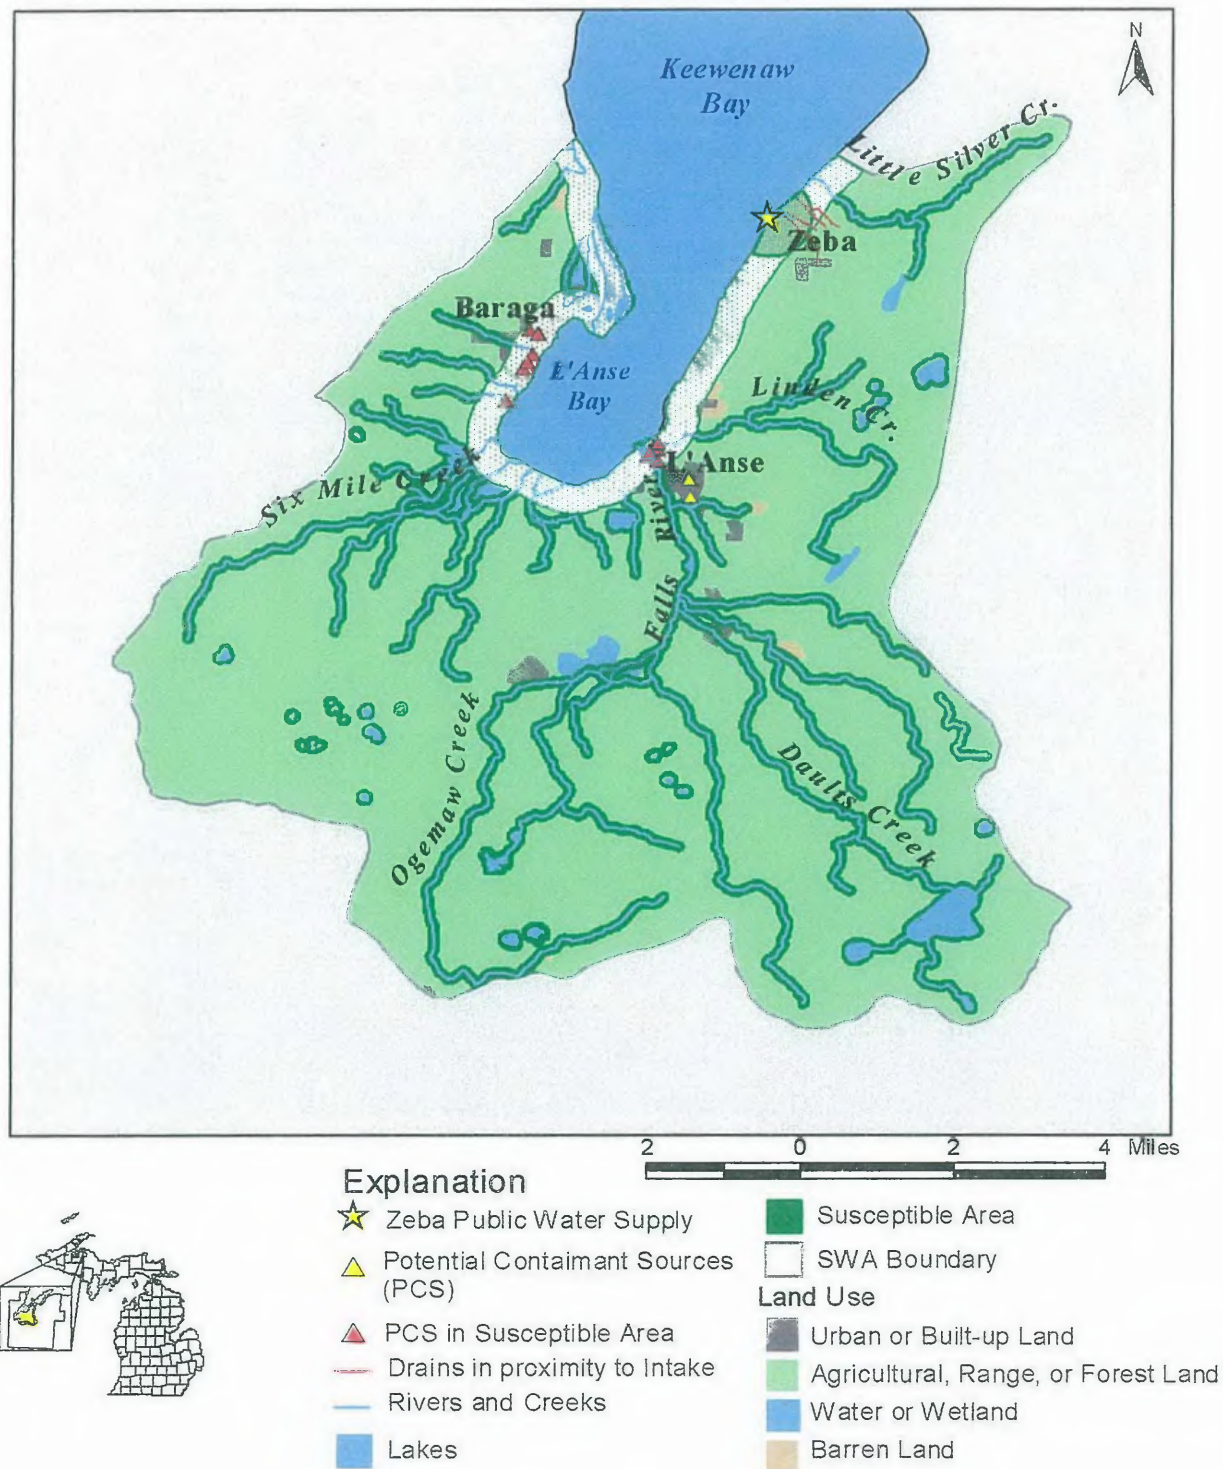 N
Keewenaw
Bay
Little Silver Cr.
Zeba
Baraga
L'Anse
Bay
Linden Cr.
L'Anse
Six Mile Creek
Falls River
Ogemaw Creek
Daults Creek
2 0 2 4 Miles
Explanation
Zeba Public Water Supply
Potential Contaimant Sources
(PCS)
PCS in Susceptible Area
Drains in proximity to Intake
Rivers and Creeks
Lakes
Susceptible Area
SWA Boundary
Land Use
Urban or Built-up Land
Agricultural, Range, or Forest Land
Water or Wetland
Barren Land